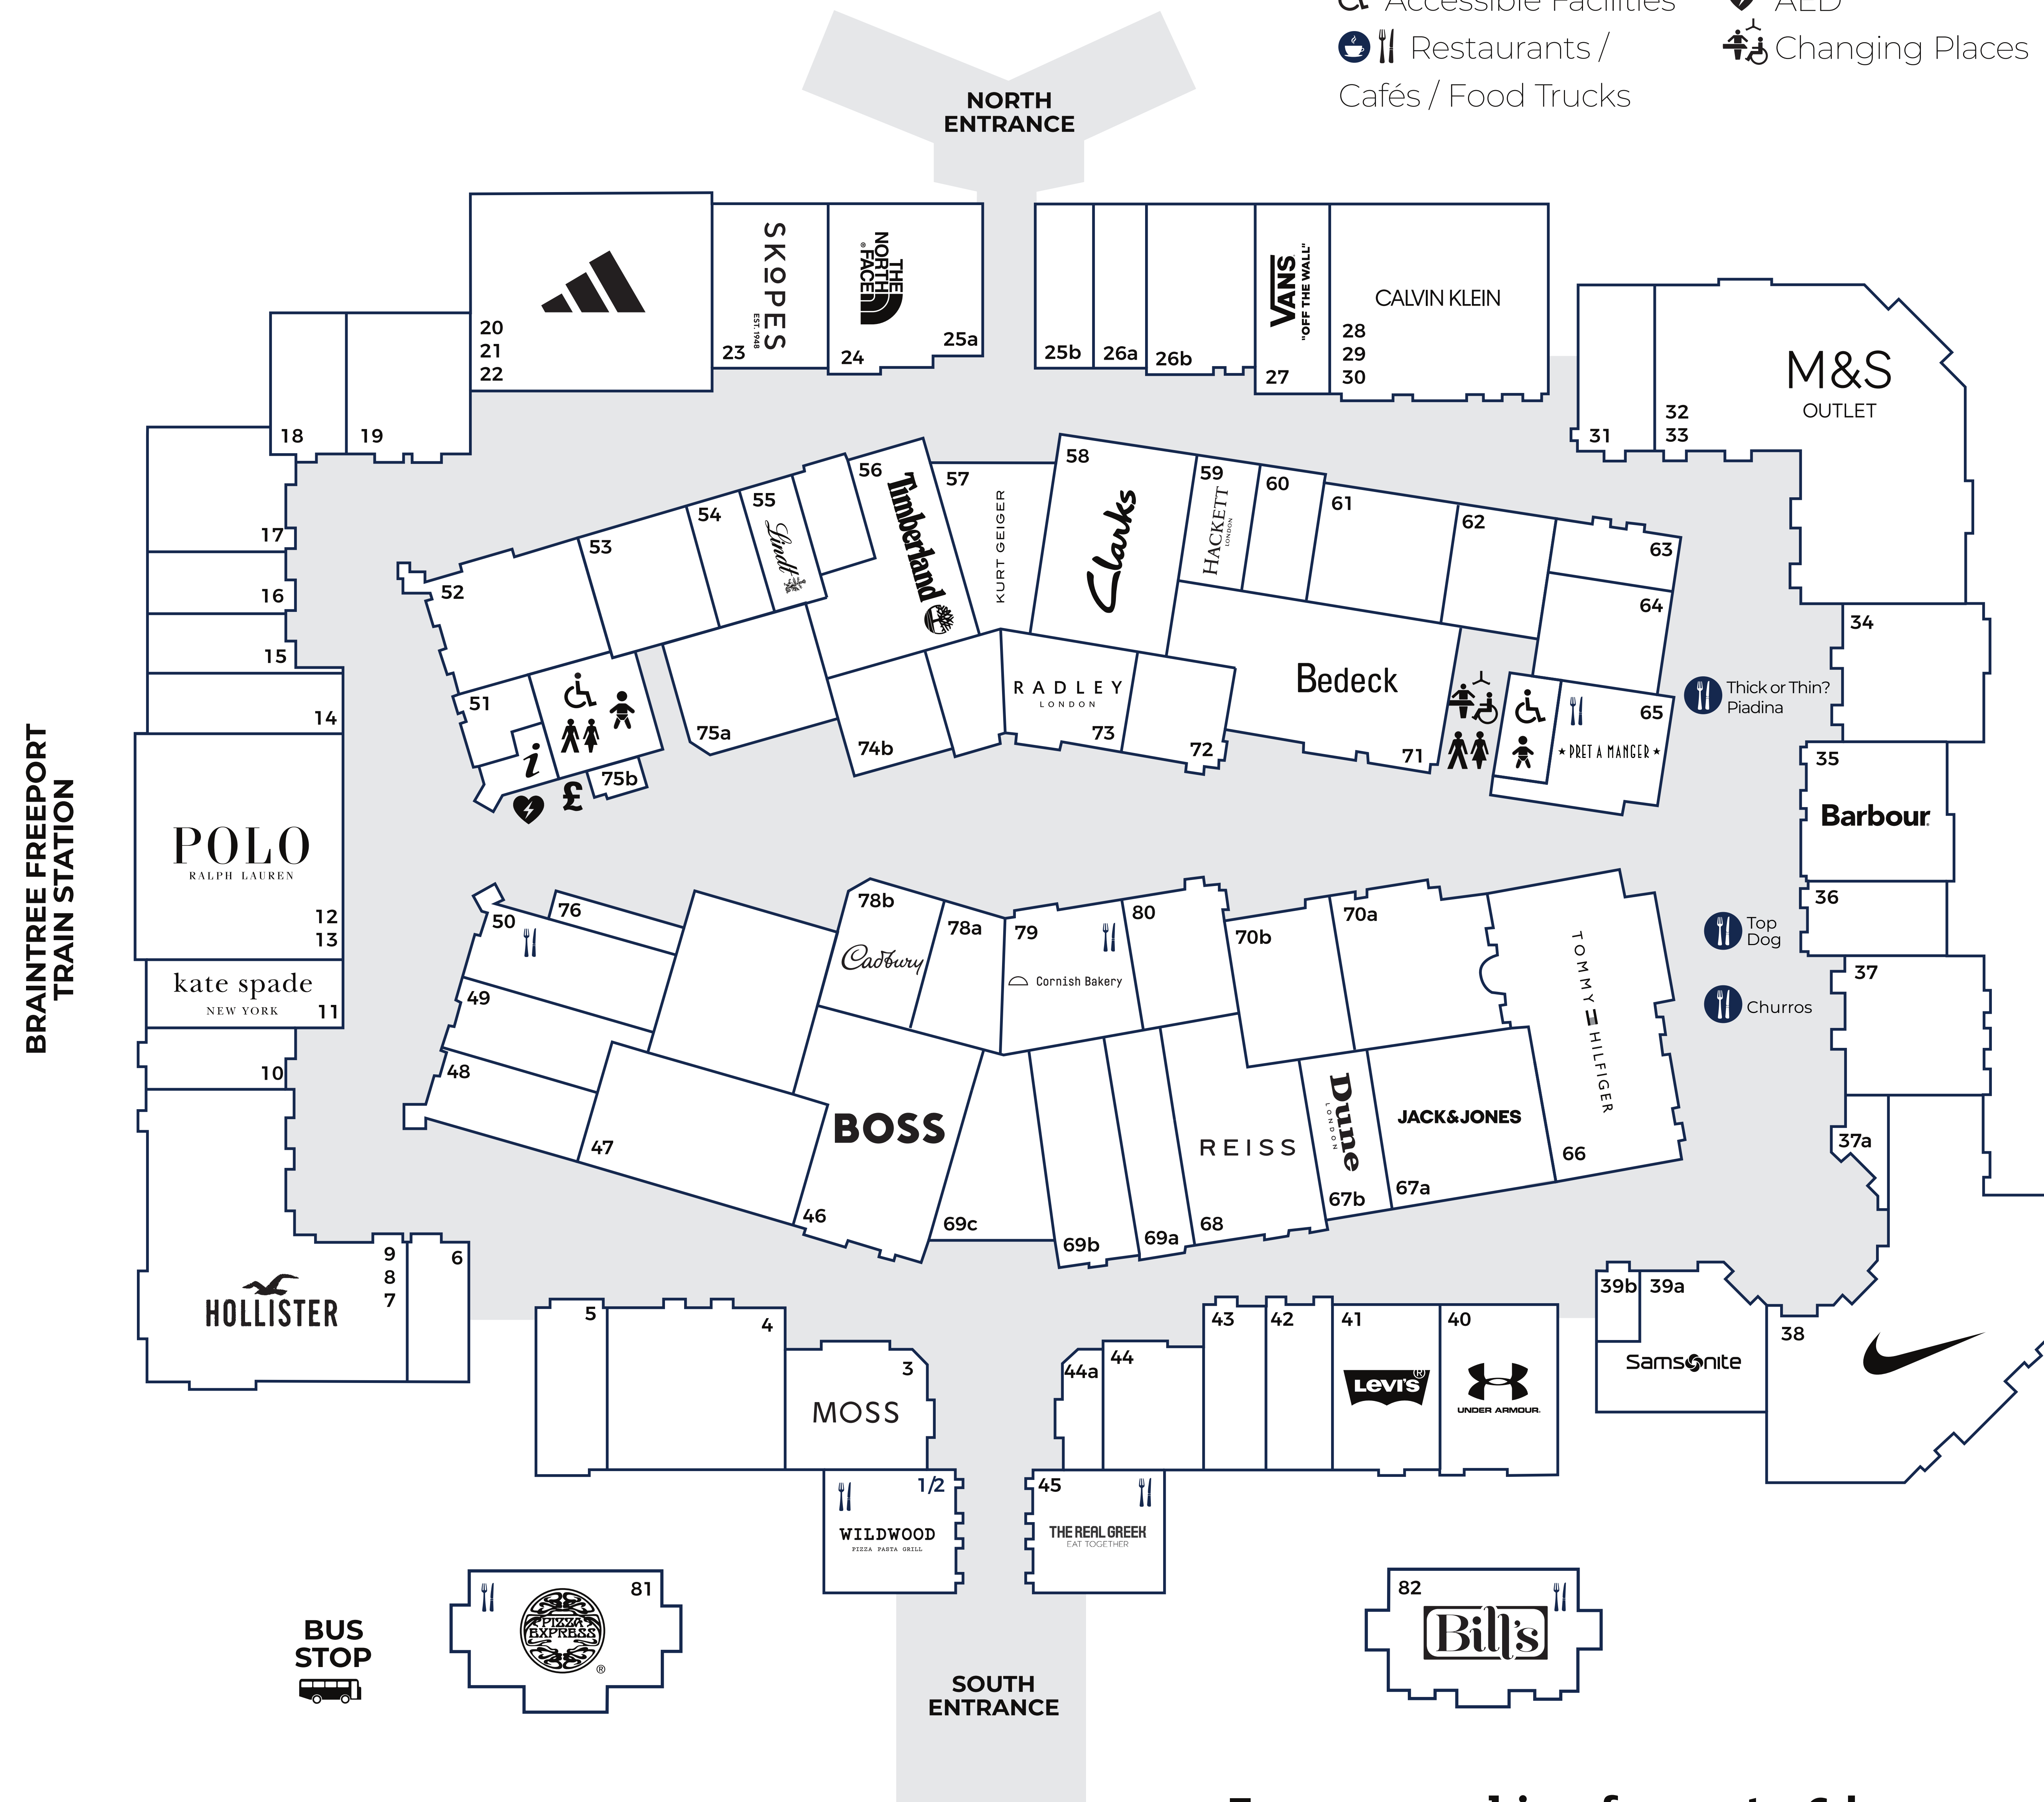 Accessible Facilities
AED
Restaurants /
Cafés / Food Trucks
Changing Places
NORTH
ENTRANCE
20
21
22
SKOPES
EST. 1948
23
THE
NORTH
FACE®
24
25a
25b
26a
26b
VANS
"OFF THE WALL"
27
CALVIN KLEIN
28
29
30
31
M&S
OUTLET
32
33
18
19
17
16
15
14
52
53
54
55
Lindt
56
Timberland
57
KURT GEIGER
58
Clarks
59
HACKETT
LONDON
60
61
62
63
64
34
51
75a
75b
74b
RADLEY
LONDON
73
72
Bedeck
71
65
★ PRET A MANGER ★
Thick or Thin?
Piadina
35
Barbour
36
BRAINTREE FREEPORT
TRAIN STATION
POLO
RALPH LAUREN
12
13
kate spade
NEW YORK
11
10
£
50
76
49
48
47
78b
Cadbury
78a
79
Cornish Bakery
80
70b
70a
TOMMY HILFIGER
66
Top
Dog
Churros
37
37a
BOSS
46
69c
69b
69a
REISS
68
Dune
LONDON
67b
JACK&JONES
67a
HOLLISTER
9
8
7
6
5
4
3
MOSS
44a
44
43
42
41
Levi's®
40
UNDER ARMOUR.
39b
39a
Samsonite
38
1/2
WILDWOOD
PIZZA PASTA GRILL
45
THE REAL GREEK
EAT TOGETHER
BUS
STOP
81
PIZZA
EXPRESS
®
82
Bill's
SOUTH
ENTRANCE